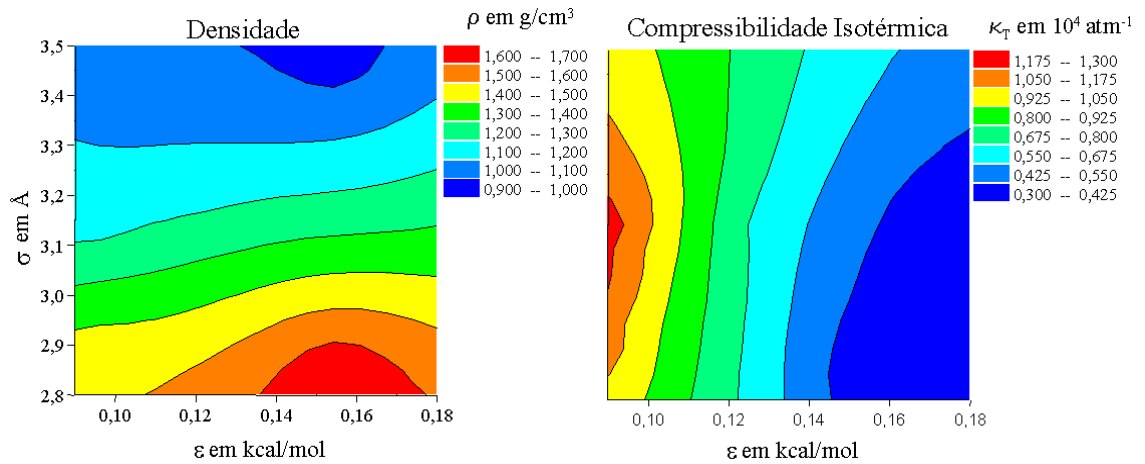 Densidade
ρ em g/cm³
1,600 -- 1,700
1,500 -- 1,600
1,400 -- 1,500
1,300 -- 1,400
1,200 -- 1,300
1,100 -- 1,200
1,000 -- 1,100
0,900 -- 1,000
3,5
3,4
3,3
3,2
3,1
3,0
2,9
2,8
σ em Å
0,10 0,12 0,14 0,16 0,18
ε em kcal/mol
Compressibilidade Isotérmica
κT em 10⁴ atm⁻¹
1,175 -- 1,300
1,050 -- 1,175
0,925 -- 1,050
0,800 -- 0,925
0,675 -- 0,800
0,550 -- 0,675
0,425 -- 0,550
0,300 -- 0,425
0,10 0,12 0,14 0,16 0,18
ε em kcal/mol